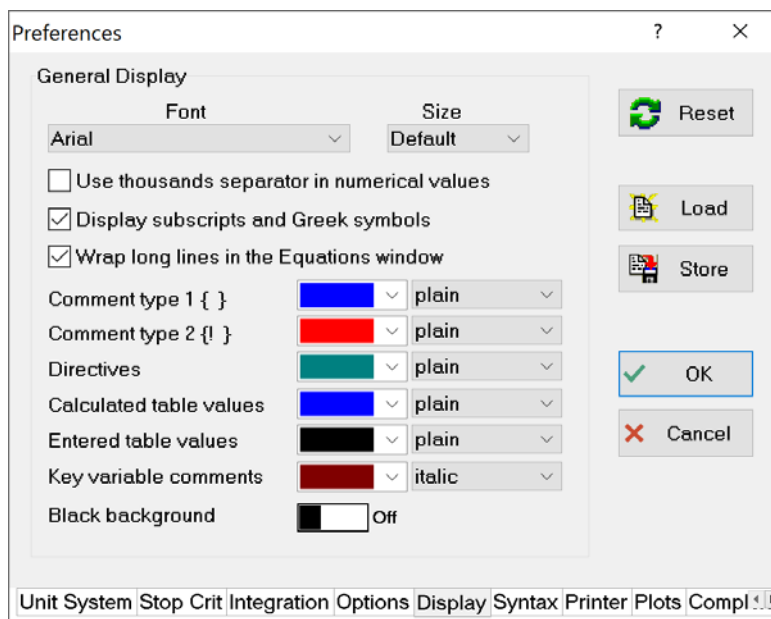 Preferences ?
General Display
Font Size
Arial Default
Use thousands separator in numerical values
Display subscripts and Greek symbols
Wrap long lines in the Equations window
Comment type 1 { } plain
Comment type 2 {! } plain
Directives plain
Calculated table values plain
Entered table values plain
Key variable comments italic
Black background Off
Reset
Load
Store
OK
Cancel
Unit System Stop Crit Integration Options Display Syntax Printer Plots Compl